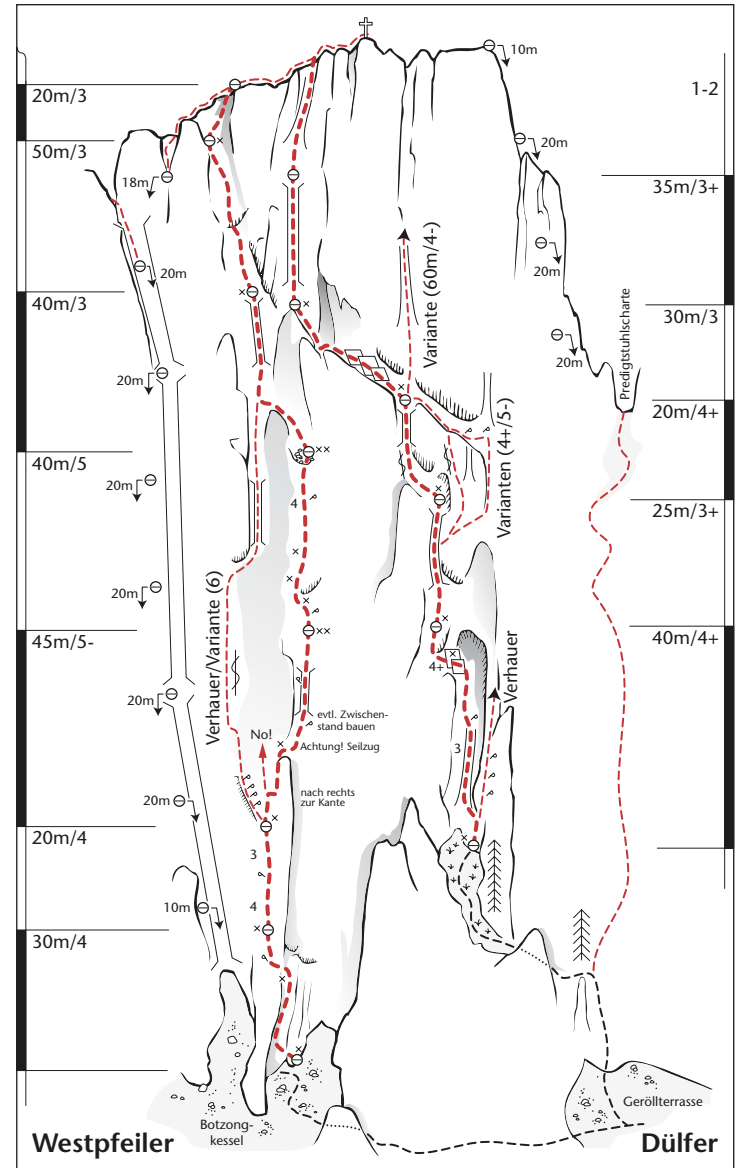 10m
20m/3
1-2
50m/3
20m
18m
35m/3+
20m
20m
40m/3
Variante (60m/4-)
30m/3
Predigtstuhlscharte
20m
20m
20m/4+
40m/5
Varianten (4+/5-)
20m
4
25m/3+
20m
Verhauer/Variante (6)
45m/5-
40m/4+
4+
Verhauer
20m
evtl. Zwischen-
stand bauen
No!
Achtung! Seilzug
3
nach rechts
zur Kante
20m
20m/4
3
4
10m
30m/4
Botzong-
kessel
Geröllterrasse
Westpfeiler
Dülfer